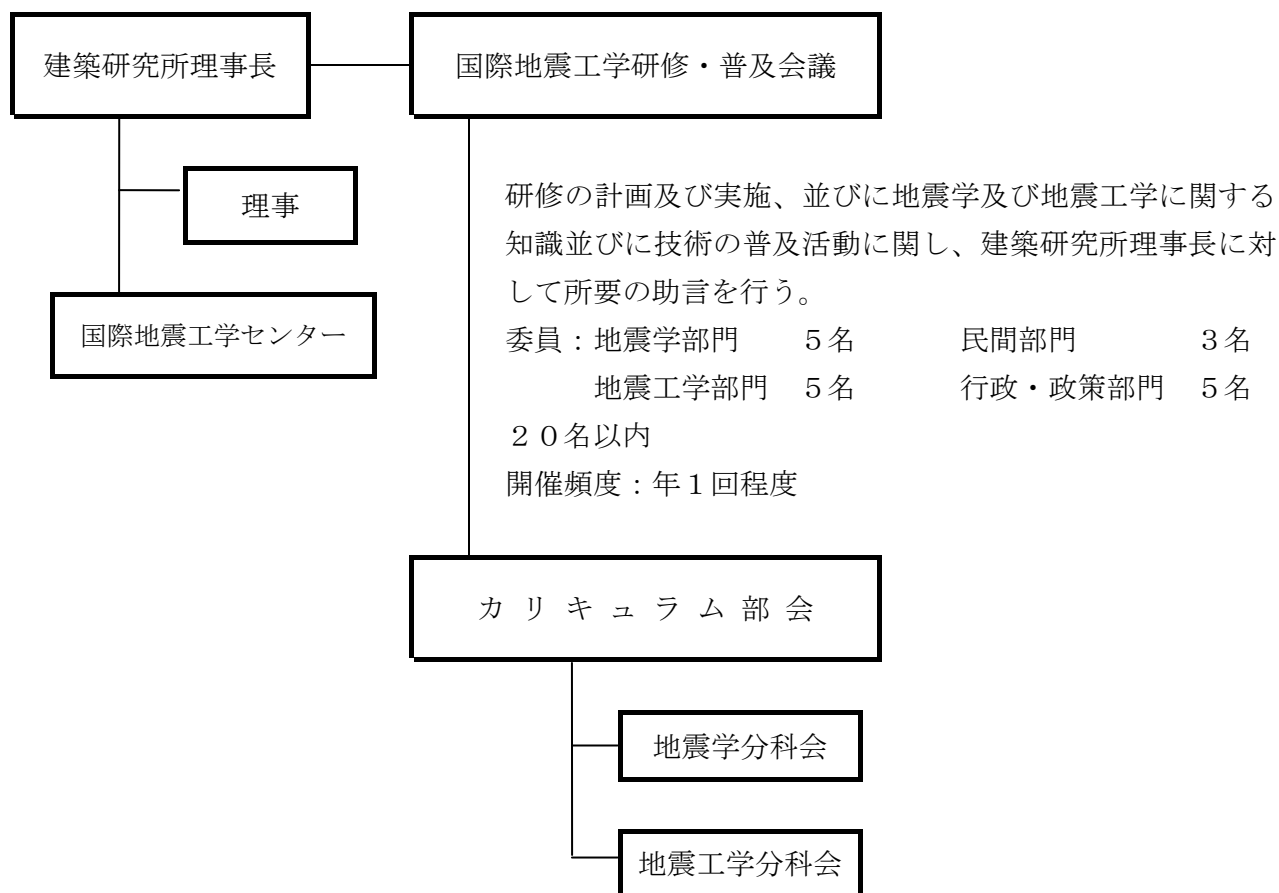 建築研究所理事長
国際地震工学研修・普及会議
理事
国際地震工学センター
研修の計画及び実施、並びに地震学及び地震工学に関する
知識並びに技術の普及活動に関し、建築研究所理事長に対
して所要の助言を行う。
委員：地震学部門　５名　民間部門　３名
地震工学部門　５名　行政・政策部門　５名
２０名以内
開催頻度：年１回程度
カリキュラム部会
地震学分科会
地震工学分科会